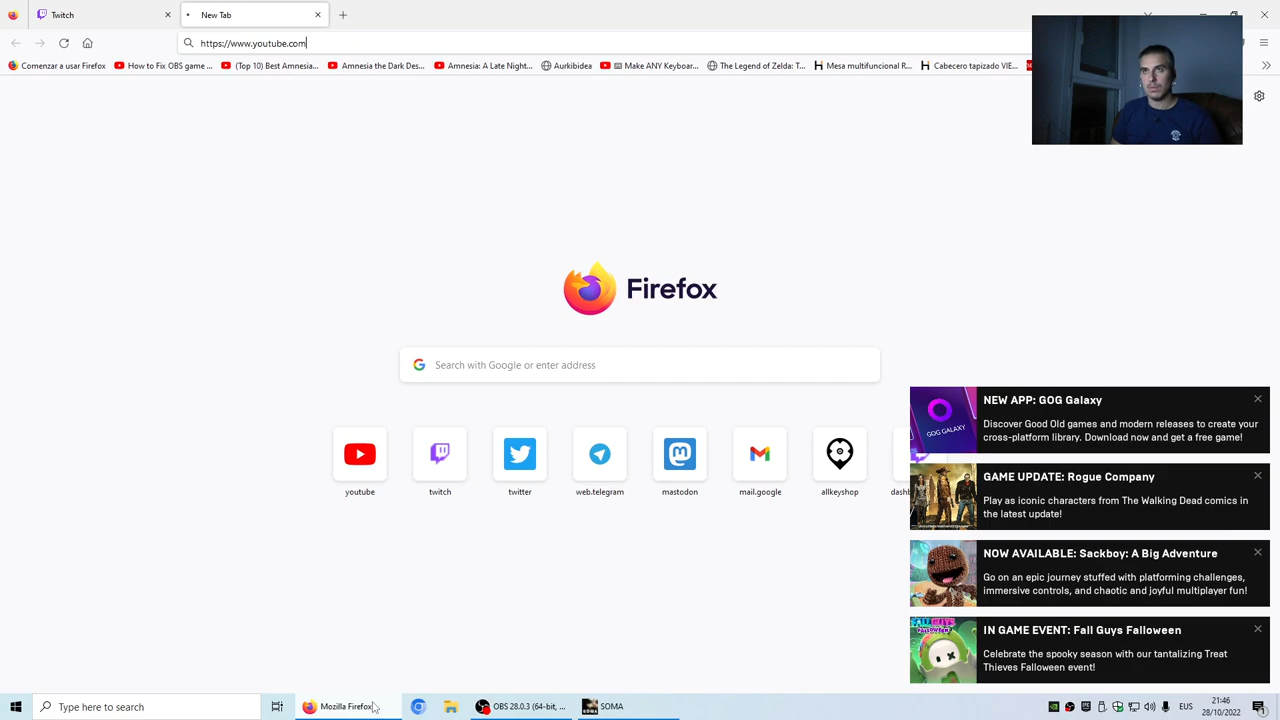 Twitch
New Tab
https://www.youtube.com
Comenzar a usar Firefox
How to Fix OBS game ...
(Top 10) Best Amnesia...
Amnesia the Dark Des...
Amnesia: A Late Night...
Aurkibidea
Make ANY Keyboar...
The Legend of Zelda: T...
Mesa multifuncional R...
Cabecero tapizado VIE...
Firefox
Search with Google or enter address
youtube
twitch
twitter
web.telegram
mastodon
mail.google
allkeyshop
dashb
GOG GALAXY
NEW APP: GOG Galaxy
Discover Good Old games and modern releases to create your
cross-platform library. Download now and get a free game!
GAME UPDATE: Rogue Company
Play as iconic characters from The Walking Dead comics in
the latest update!
NOW AVAILABLE: Sackboy: A Big Adventure
Go on an epic journey stuffed with platforming challenges,
immersive controls, and chaotic and joyful multiplayer fun!
FALL GUYS
FALLOWEEN
IN GAME EVENT: Fall Guys Falloween
Celebrate the spooky season with our tantalizing Treat
Thieves Falloween event!
Type here to search
Mozilla Firefox
OBS 28.0.3 (64-bit, ...
SOMA
EUS
21:46
28/10/2022
1